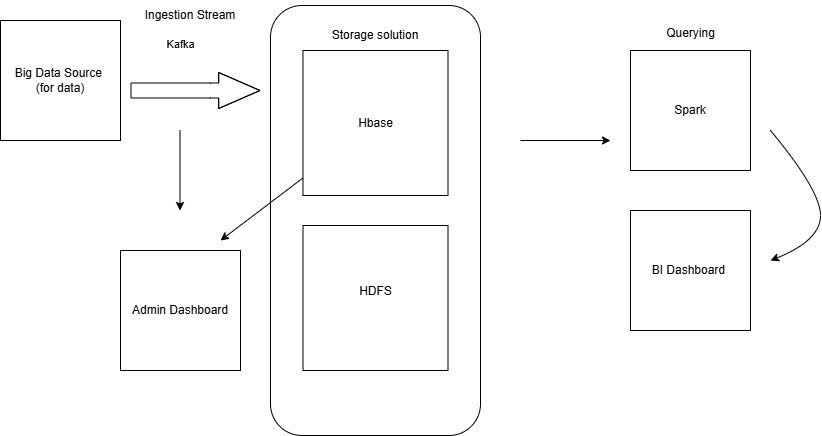 Ingestion Stream
Kafka
Big Data Source
(for data)
Storage solution
Hbase
HDFS
Admin Dashboard
Querying
Spark
BI Dashboard